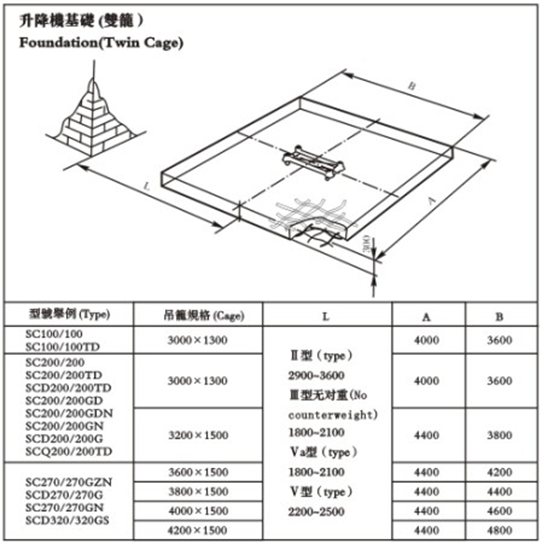 升降機基礎 (雙籠)
Foundation(Twin Cage)
B
L
A
300
型號舉例 (Type) 吊籠規格 (Cage) L A B
SC100/100
SC100/100TD
3000×1300 4000 3600
SC200/200
SC200/200TD
SCD200/200TD
SC200/200GD
SC200/200GDN
SC200/200GN
SCD200/200G
SCQ200/200TD
3000×1300 4000 3600
3200×1500 4400 3800
Ⅱ型 (type)
2900~3600
Ⅲ型无对重(No
counterweight)
1800~2100
Ⅴa型 (type)
1800~2100
Ⅴ型 (type)
2200~2500
SC270/270GZN
SCD270/270G
SC270/270GN
SCD320/320GS
3600×1500 4400 4200
3800×1500 4400 4400
4000×1500 4400 4600
4200×1500 4400 4800